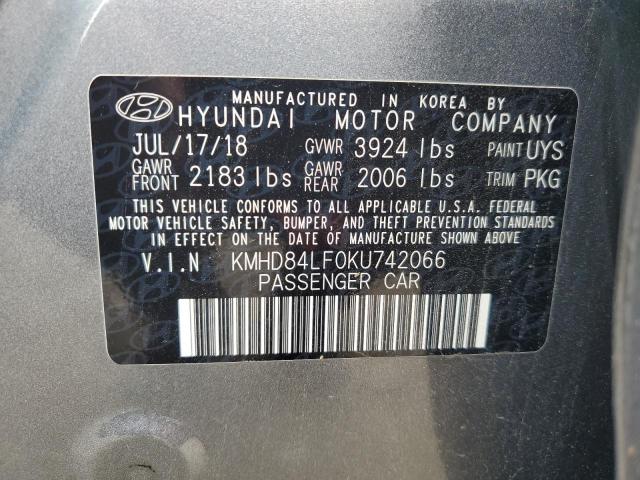 MANUFACTURED IN KOREA BY
HYUNDAI MOTOR COMPANY
JUL/17/18 GVWR 3924 lbs PAINT UYS
GAWR FRONT 2183 lbs GAWR REAR 2006 lbs TRIM PKG
THIS VEHICLE CONFORMS TO ALL APPLICABLE U.S.A. FEDERAL
MOTOR VEHICLE SAFETY, BUMPER, AND THEFT PREVENTION STANDARDS
IN EFFECT ON THE DATE OF MANUFACTURE SHOWN ABOVE.
V.I.N KMHD84LF0KU742066
PASSENGER CAR